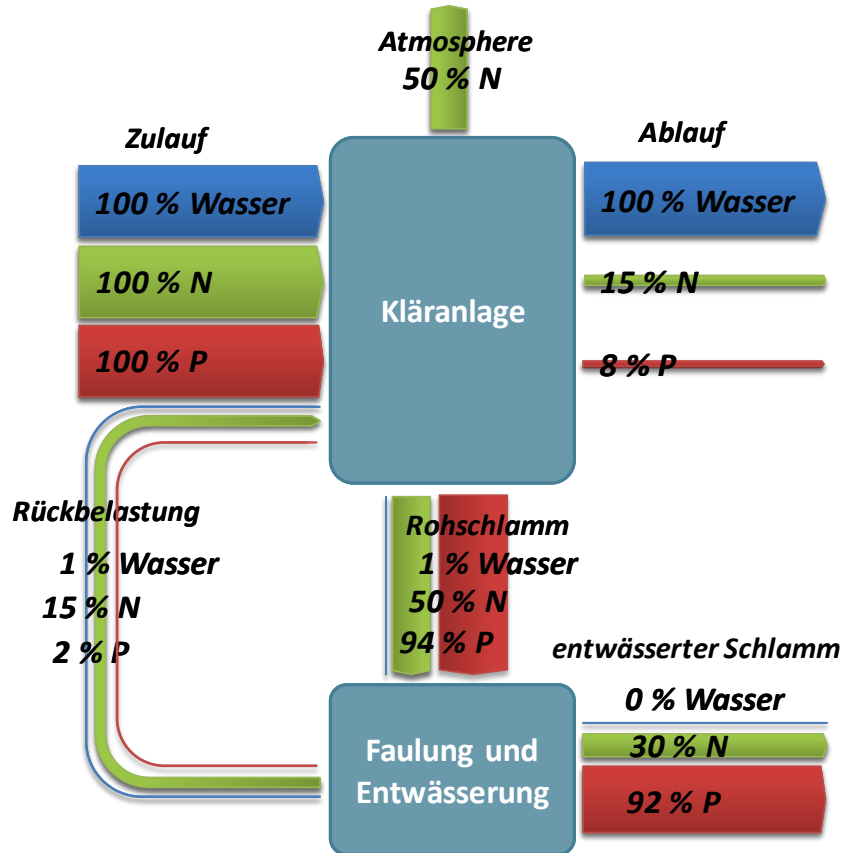 Atmosphere
50 % N
Zulauf
100 % Wasser
100 % N
100 % P
Kläranlage
Ablauf
100 % Wasser
15 % N
8 % P
Rückbelastung
1 % Wasser
15 % N
2 % P
Rohschlamm
1 % Wasser
50 % N
94 % P
Faulung und
Entwässerung
entwässerter Schlamm
0 % Wasser
30 % N
92 % P